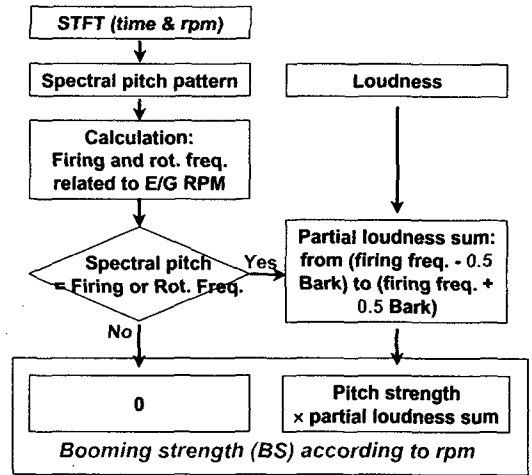 STFT (time & rpm)
Spectral pitch pattern
Loudness
Calculation:
Firing and rot. freq.
related to E/G RPM
Spectral pitch
= Firing or Rot. Freq.
Yes
No
Partial loudness sum:
from (firing freq. - 0.5
Bark) to (firing freq. +
0.5 Bark)
0
Pitch strength
× partial loudness sum
Booming strength (BS) according to rpm